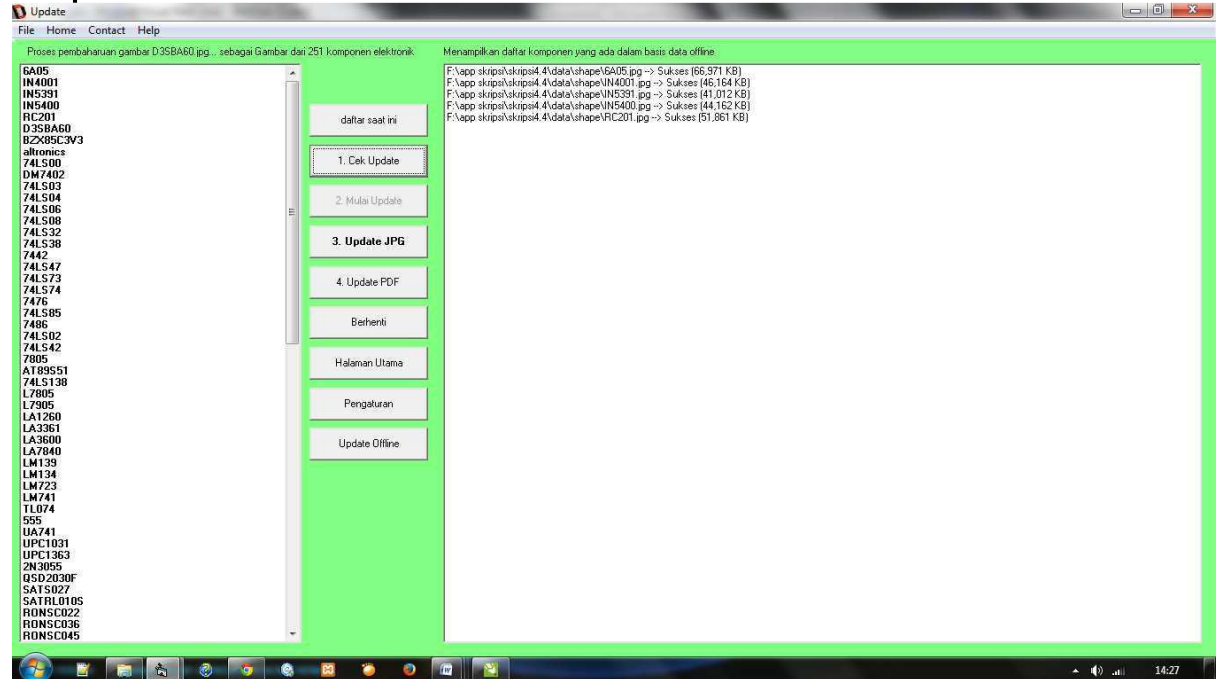 Update
File Home Contact Help
Proses pembaharuan gambar D3SBA60.jpg... sebagai Gambar dari 251 komponen elektronik
Menampilkan daftar komponen yang ada dalam basis data offline
6A05
IN4001
IN5391
IN5400
RC201
D3SBA60
BZX85C3V3
altronics
74LS00
DM7402
74LS03
74LS04
74LS06
74LS08
74LS32
74LS38
7442
74LS47
74LS73
74LS74
7476
74LS85
7486
74LS02
74LS42
7805
AT89S51
74LS138
L7805
L7905
LA1260
LA3361
LA3600
LA7840
LM139
LM134
LM723
LM741
TL074
555
UA741
UPC1031
UPC1363
2N3055
QSD2030F
SATS027
SATRL010S
RONSC022
RONSC036
RONSC045
daftar saat ini
1. Cek Update
2. Mulai Update
3. Update JPG
4. Update PDF
Berhenti
Halaman Utama
Pengaturan
Update Offline
F:\app skripsi\skripsi4.4\data\shape\6A05.jpg --> Sukses (66,971 KB)
F:\app skripsi\skripsi4.4\data\shape\IN4001.jpg --> Sukses (46,164 KB)
F:\app skripsi\skripsi4.4\data\shape\IN5391.jpg --> Sukses (41,012 KB)
F:\app skripsi\skripsi4.4\data\shape\IN5400.jpg --> Sukses (44,162 KB)
F:\app skripsi\skripsi4.4\data\shape\RC201.jpg --> Sukses (51,861 KB)
14:27